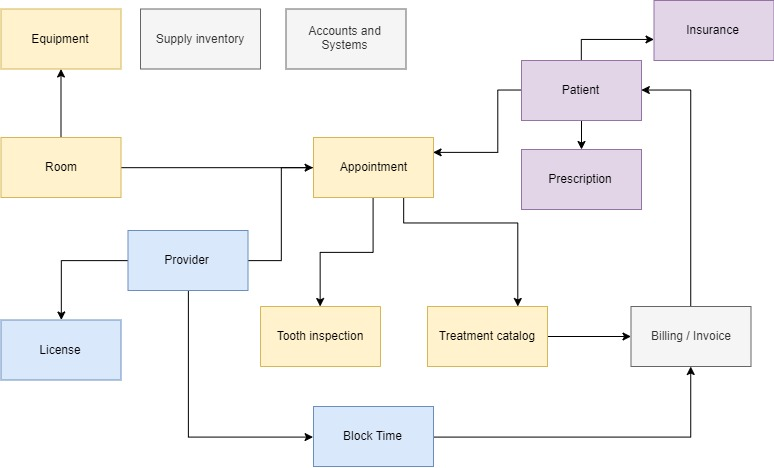 Equipment
Supply inventory
Accounts and
Systems
Insurance
Patient
Room
Appointment
Prescription
Provider
License
Tooth inspection
Treatment catalog
Billing / Invoice
Block Time